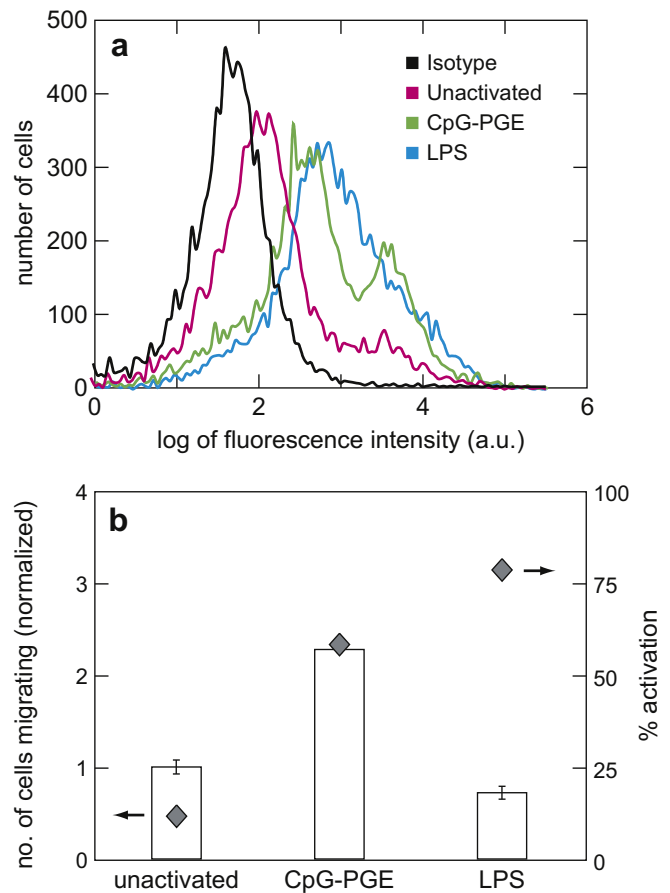 a
Isotype
Unactivated
CpG-PGE
LPS
number of cells
500
400
300
200
100
0
0 2 4 6
log of fluorescence intensity (a.u.)
b
no. of cells migrating (normalized)
4
3
2
1
0
% activation
100
75
50
25
0
unactivated CpG-PGE LPS